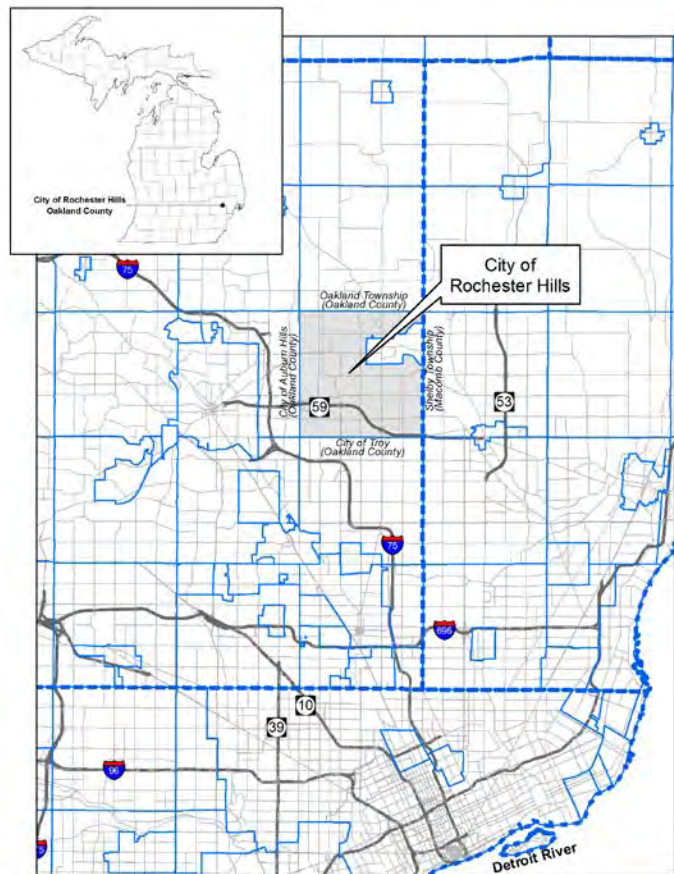 City of Rochester Hills
Oakland County
75
City of
Rochester Hills
Oakland Township
(Oakland County)
City of Auburn Hills
(Oakland County)
Shelby Township
(Macomb County)
59
53
City of Troy
(Oakland County)
75
696
10
39
96
75
Detroit River